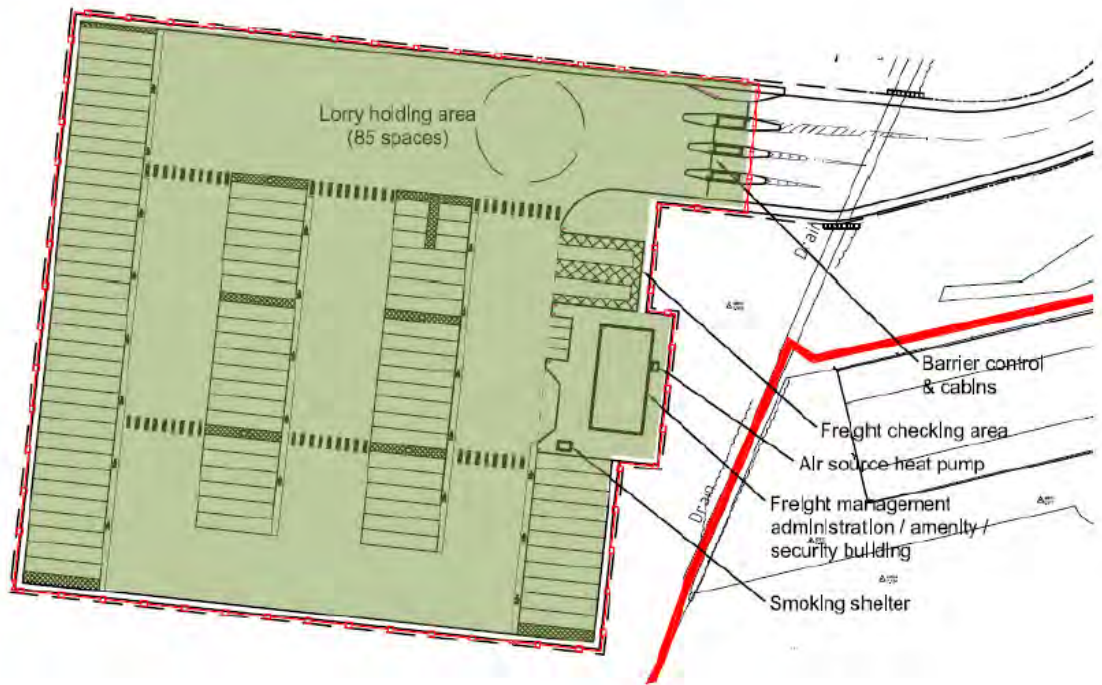 Lorry holding area
(85 spaces)
Drain
Barrier control
& cabins
Freight checking area
Air source heat pump
Drain
Freight management
administration / amenity /
security building
Smoking shelter